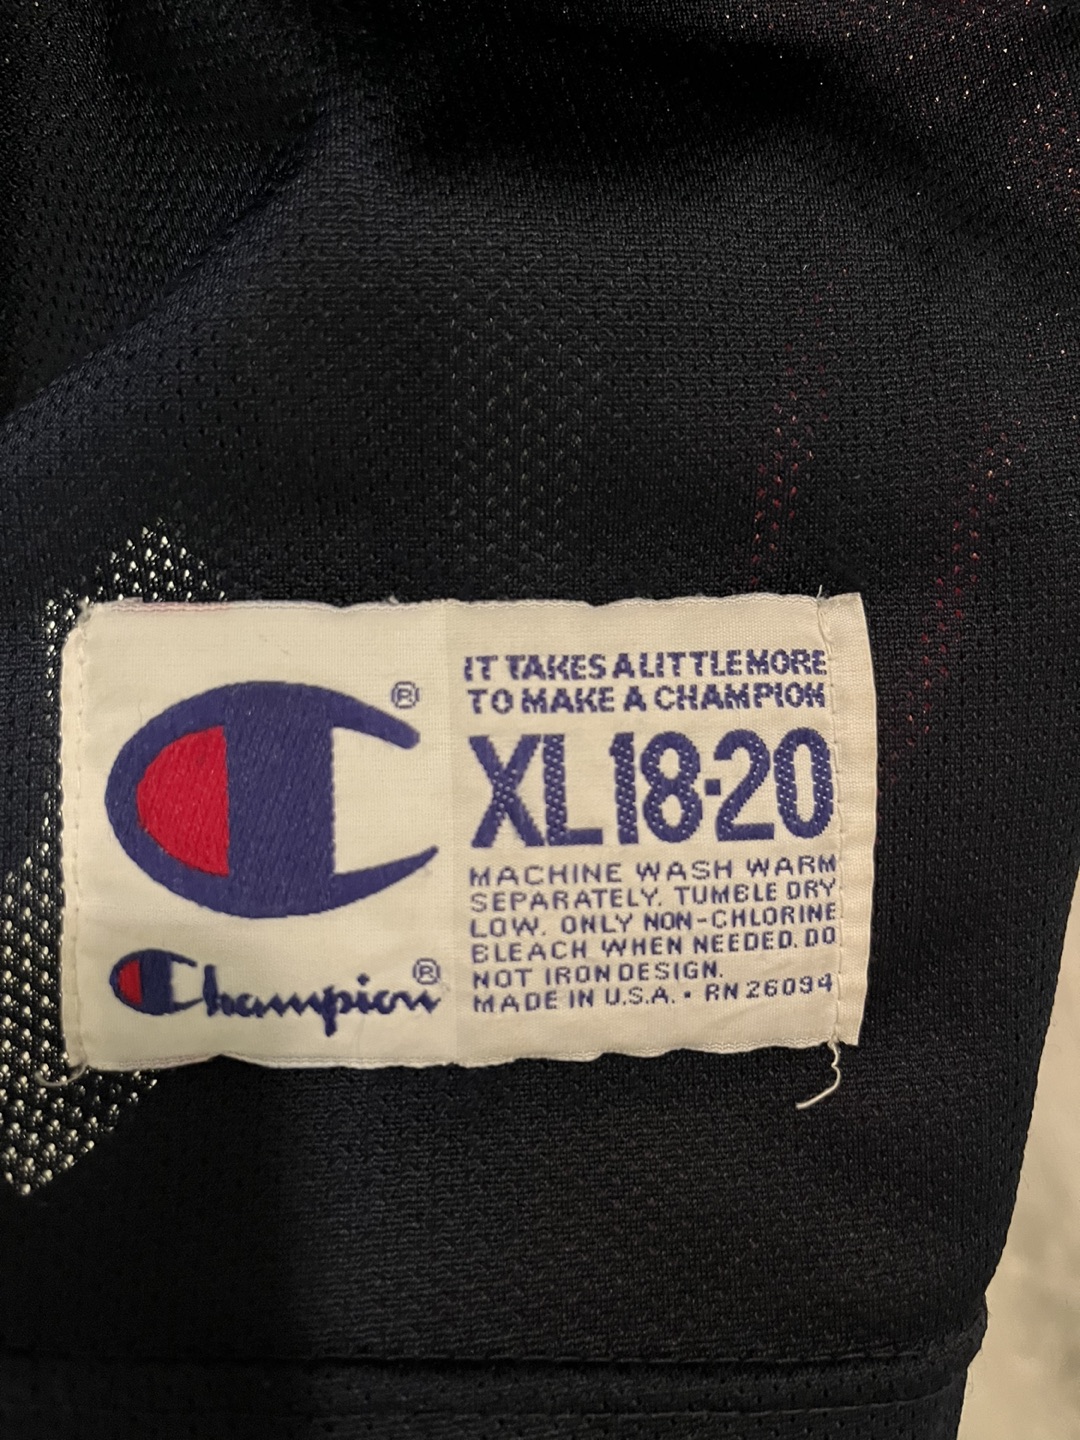 ®
Champion®
IT TAKES A LITTLE MORE
TO MAKE A CHAMPION
XL 18-20
MACHINE WASH WARM
SEPARATELY. TUMBLE DRY
LOW. ONLY NON-CHLORINE
BLEACH WHEN NEEDED. DO
NOT IRON DESIGN.
MADE IN U.S.A. • RN 26094